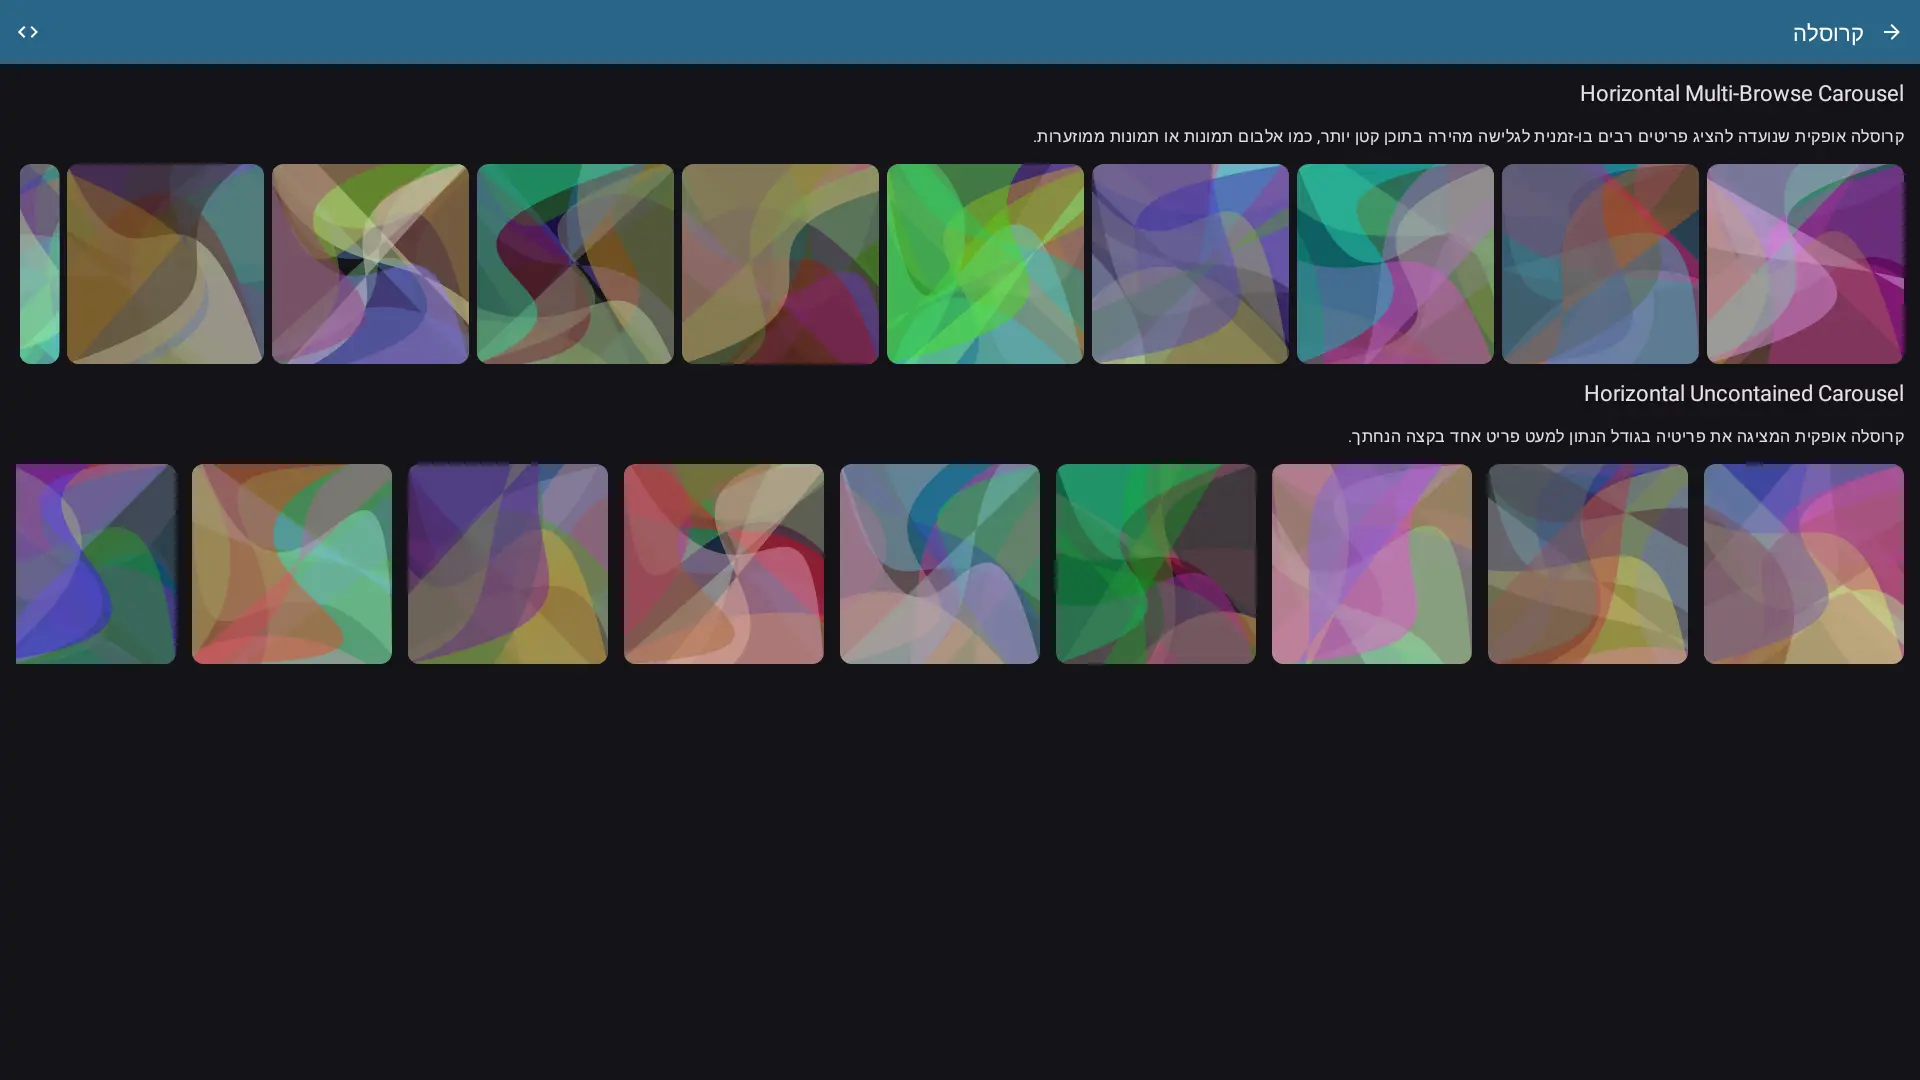 קרוסלה
Horizontal Multi-Browse Carousel
קרוסלה אופקית שנועדה להציג פריטים רבים בו-זמנית לגלישה מהירה בתוכן קטן יותר, כמו אלבום תמונות או תמונות ממוזערות.
Horizontal Uncontained Carousel
קרוסלה אופקית המציגה את פריטיה בגודל הנתון למעט פריט אחד בקצה הנחתך.